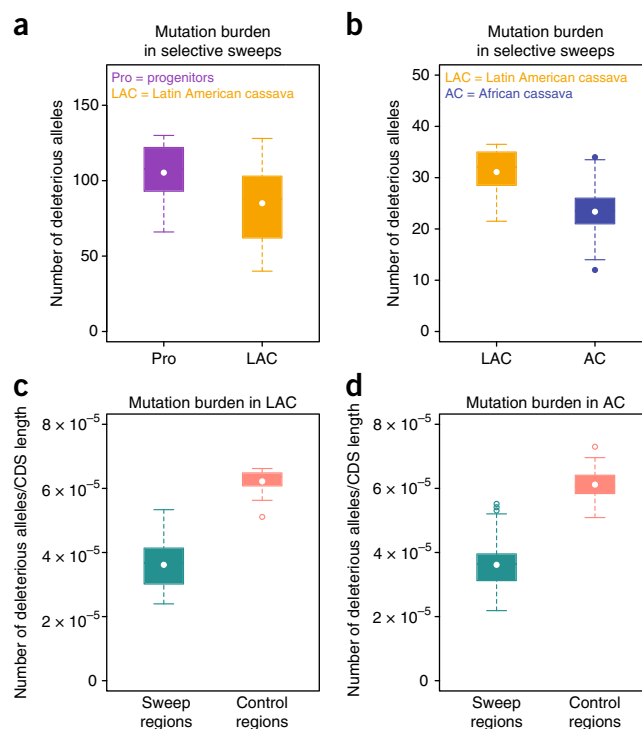 a
Mutation burden
in selective sweeps
Pro = progenitors
LAC = Latin American cassava
Number of deleterious alleles
150
100
50
0
Pro LAC
b
Mutation burden
in selective sweeps
LAC = Latin American cassava
AC = African cassava
Number of deleterious alleles
50
40
30
20
10
0
LAC AC
c
Mutation burden in LAC
Number of deleterious alleles/CDS length
8 × 10⁻⁵
6 × 10⁻⁵
4 × 10⁻⁵
2 × 10⁻⁵
0
Sweep Control
regions regions
d
Mutation burden in AC
Number of deleterious alleles/CDS length
8 × 10⁻⁵
6 × 10⁻⁵
4 × 10⁻⁵
2 × 10⁻⁵
0
Sweep Control
regions regions